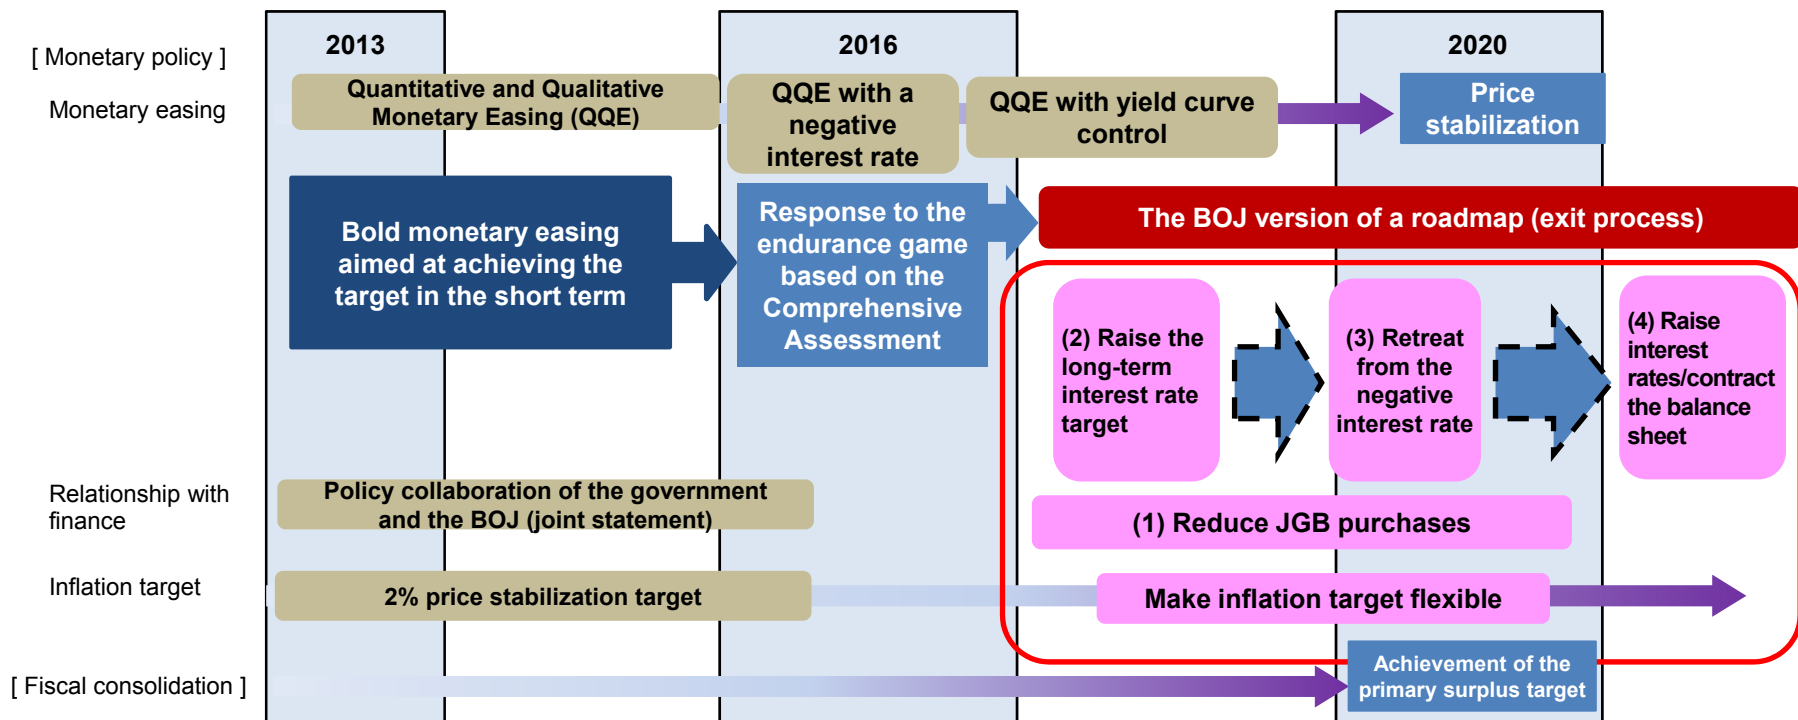 2013
2016
2020
[ Monetary policy ]
Monetary easing
Quantitative and Qualitative
Monetary Easing (QQE)
QQE with a
negative
interest rate
QQE with yield curve
control
Price
stabilization
Bold monetary easing
aimed at achieving the
target in the short term
Response to the
endurance game
based on the
Comprehensive
Assessment
The BOJ version of a roadmap (exit process)
(2) Raise the
long-term
interest rate
target
(3) Retreat
from the
negative
interest rate
(4) Raise
interest
rates/contract
the balance
sheet
Relationship with
finance
Policy collaboration of the government
and the BOJ (joint statement)
(1) Reduce JGB purchases
Inflation target
2% price stabilization target
Make inflation target flexible
[ Fiscal consolidation ]
Achievement of the
primary surplus target